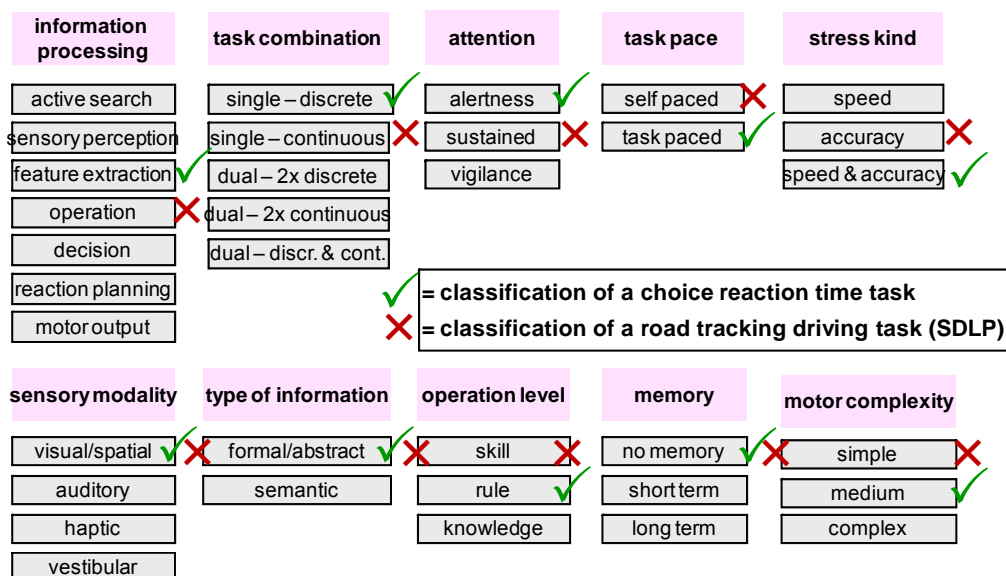 information
processing
task combination
attention
task pace
stress kind
active search
sensory perception
feature extraction
operation
decision
reaction planning
motor output
single – discrete
single – continuous
dual – 2x discrete
dual – 2x continuous
dual – discr. & cont.
alertness
sustained
vigilance
self paced
task paced
speed
accuracy
speed & accuracy
= classification of a choice reaction time task
= classification of a road tracking driving task (SDLP)
sensory modality
type of information
operation level
memory
motor complexity
visual/spatial
auditory
haptic
vestibular
formal/abstract
semantic
skill
rule
knowledge
no memory
short term
long term
simple
medium
complex